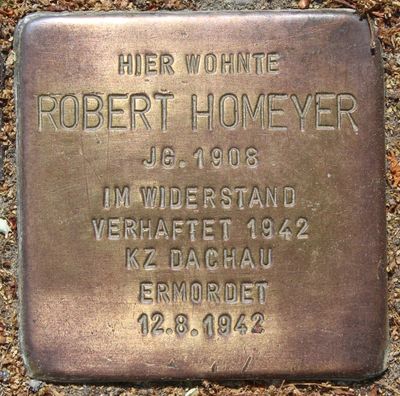 HIER WOHNTE
ROBERT HOMEYER
JG. 1908
IM WIDERSTAND
VERHAFTET 1942
KZ DACHAU
ERMORDET
12.8.1942